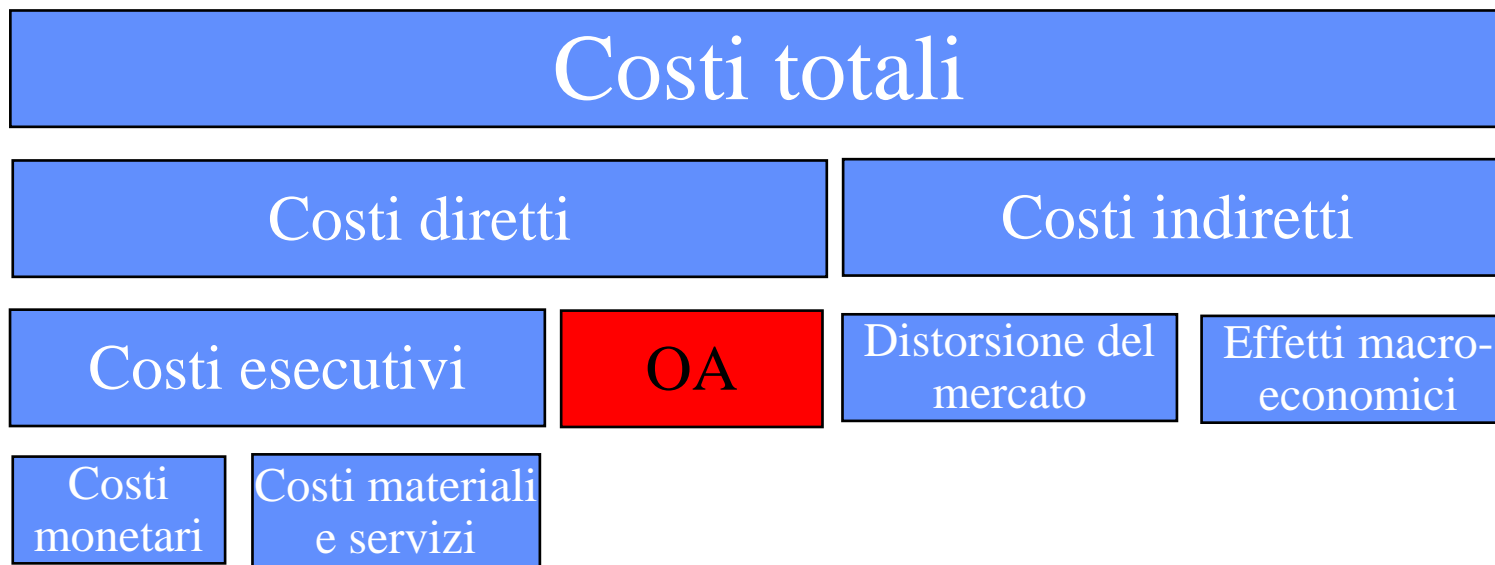 Costi totali
Costi diretti
Costi indiretti
Costi esecutivi
OA
Distorsione del
mercato
Effetti macro-
economici
Costi
monetari
Costi materiali
e servizi